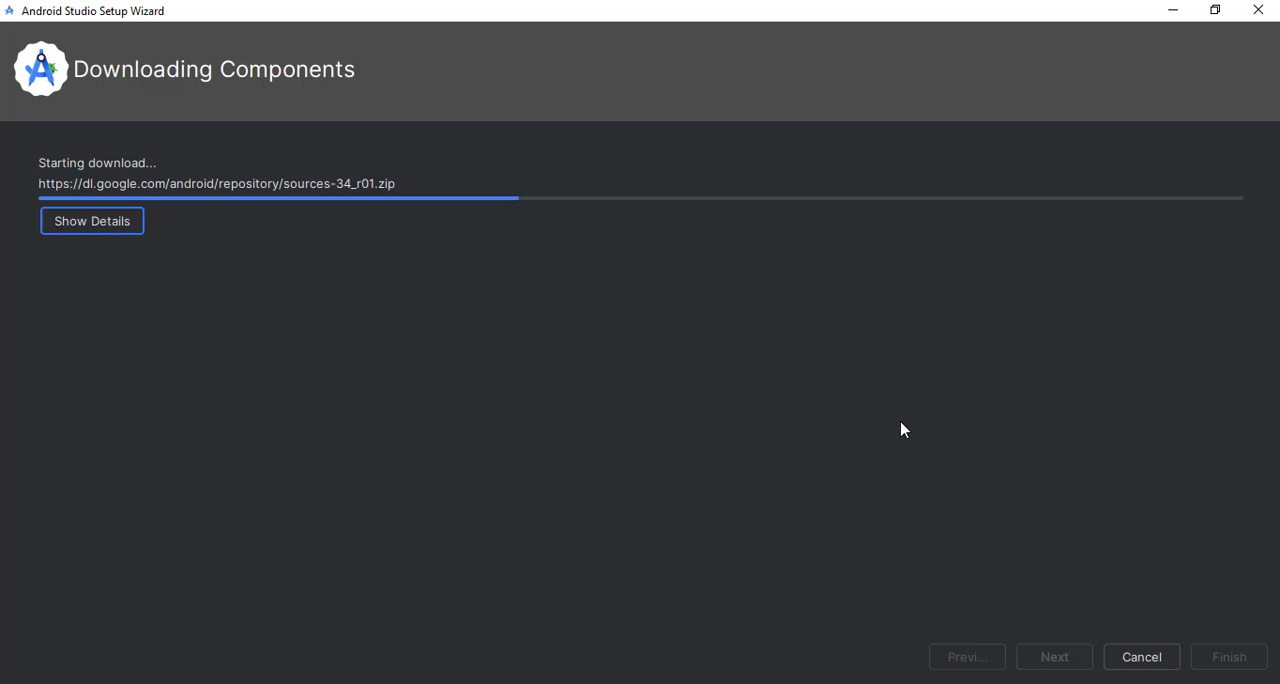 Android Studio Setup Wizard
Downloading Components
Starting download...
https://dl.google.com/android/repository/sources-34_r01.zip
Show Details
Previ...
Next
Cancel
Finish